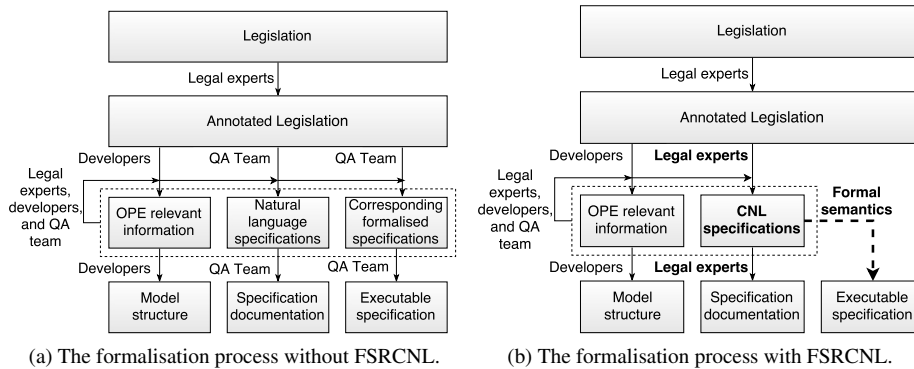 Legislation
Legal experts
Annotated Legislation
Developers
QA Team
QA Team
Legal
experts,
developers,
and QA
team
OPE relevant
information
Natural
language
specifications
Corresponding
formalised
specifications
Developers
QA Team
QA Team
Model
structure
Specification
documentation
Executable
specification
(a) The formalisation process without FSRCNL.
Legislation
Legal experts
Annotated Legislation
Developers
Legal experts
Legal
experts,
developers,
and QA
team
OPE relevant
information
CNL
specifications
Formal
semantics
Developers
Legal experts
Model
structure
Specification
documentation
Executable
specification
(b) The formalisation process with FSRCNL.